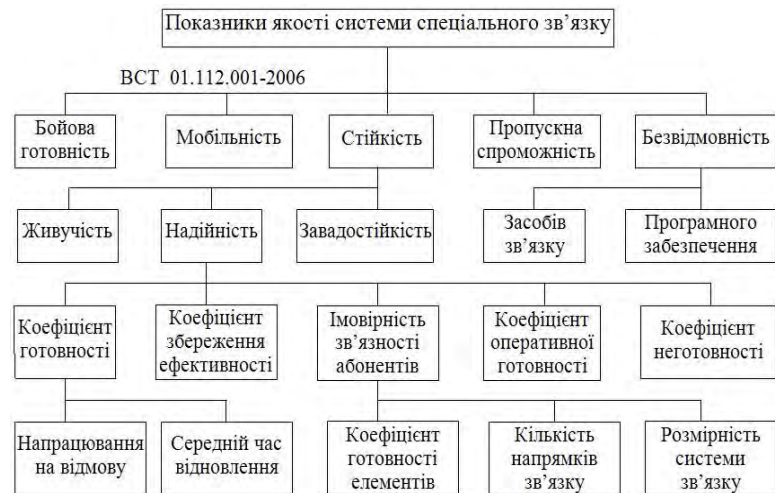 Показники якості системи спеціального зв’язку
ВСТ 01.112.001-2006
Бойова
готовність
Мобільність
Стійкість
Пропускна
спроможність
Безвідмовність
Живучість
Надійність
Завадостійкість
Засобів
зв’язку
Програмного
забезпечення
Коефіцієнт
готовності
Коефіцієнт
збереження
ефективності
Імовірність
зв’язності
абонентів
Коефіцієнт
оперативної
готовності
Коефіцієнт
неготовності
Напрацювання
на відмову
Середній час
відновлення
Коефіцієнт
готовності
елементів
Кількість
напрямків
зв’язку
Розмірність
системи
зв’язку